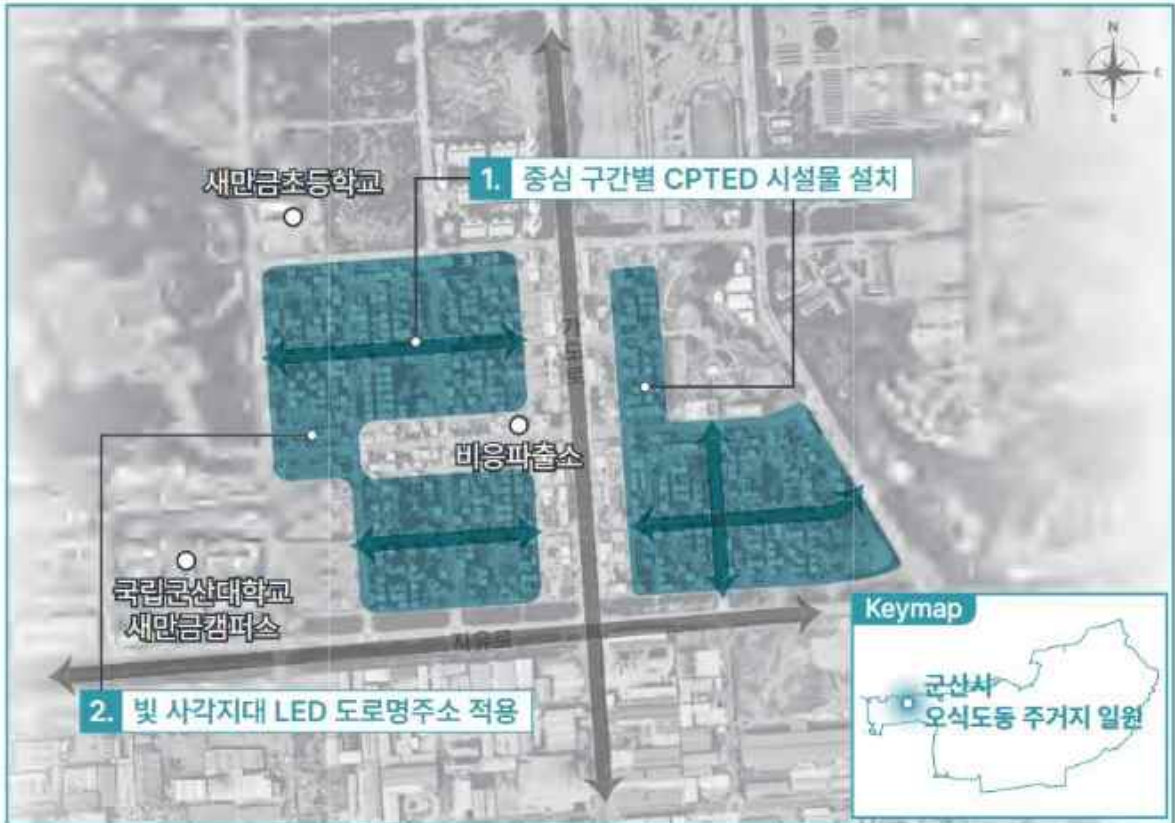 N
W
E
S
새만금초등학교
1. 중심 구간별 CPTED 시설물 설치
비응파출소
국립군산대학교
새만금캠퍼스
자유로
2. 빛 사각지대 LED 도로명주소 적용
Keymap
군산시
오식도동 주거지 일원